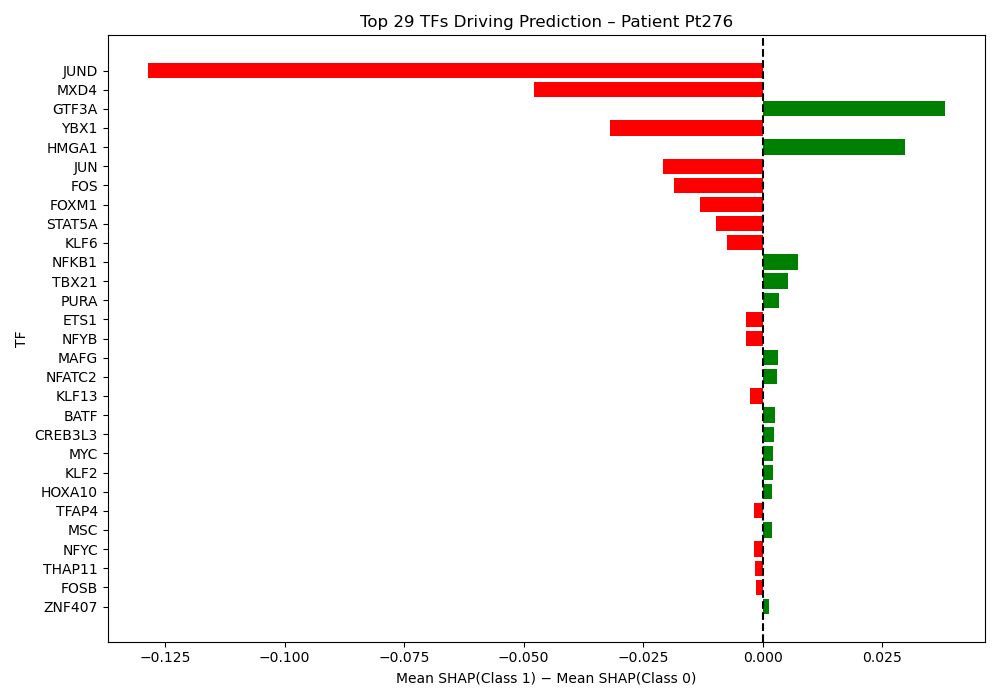 Top 29 TFs Driving Prediction – Patient Pt276
TF
JUND
MXD4
GTF3A
YBX1
HMGA1
JUN
FOS
FOXM1
STAT5A
KLF6
NFKB1
TBX21
PURA
ETS1
NFYB
MAFG
NFATC2
KLF13
BATF
CREB3L3
MYC
KLF2
HOXA10
TFAP4
MSC
NFYC
THAP11
FOSB
ZNF407
−0.125 −0.100 −0.075 −0.050 −0.025 0.000 0.025
Mean SHAP(Class 1) − Mean SHAP(Class 0)